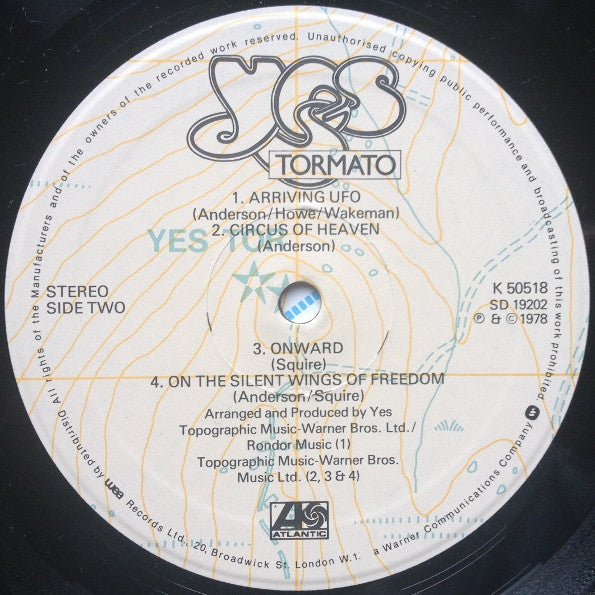 All rights of the Manufacturers and of the owners of the recorded work reserved. Unauthorised copying, public performance and broadcasting of this work prohibited.
yes
TORMATO
1. ARRIVING UFO
(Anderson/Howe/Wakeman)
2. CIRCUS OF HEAVEN
(Anderson)
YES TOR
STEREO
SIDE TWO
K 50518
SD 19202
℗ & © 1978
3. ONWARD
(Squire)
4. ON THE SILENT WINGS OF FREEDOM
(Anderson/Squire)
Arranged and Produced by Yes
Topographic Music-Warner Bros. Ltd./
Rondor Music (1)
Topographic Music-Warner Bros.
Music Ltd. (2, 3 & 4)
ATLANTIC
Distributed by wea Records Ltd., 20, Broadwick St. London W.1. a Warner Communications Company